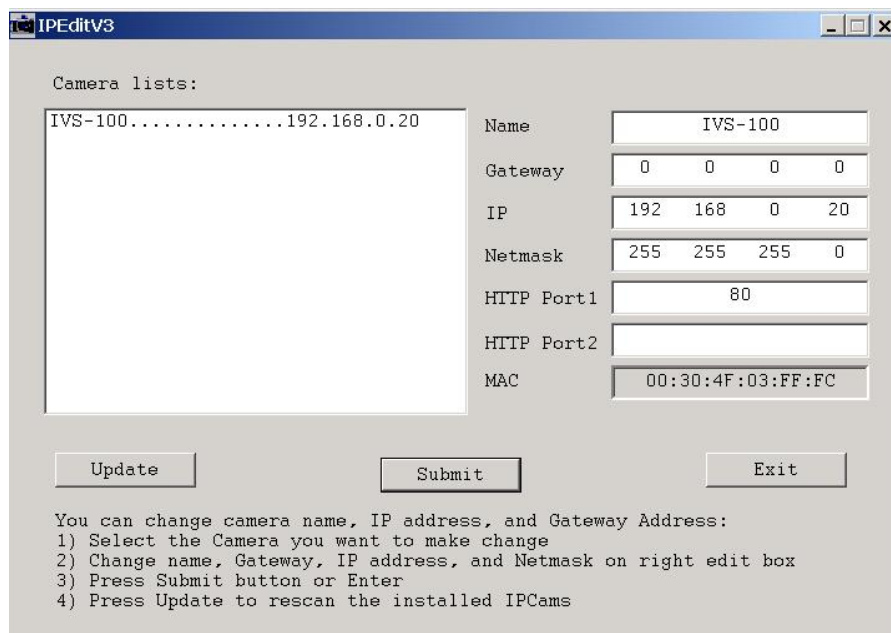 IPEditV3
Camera lists:
IVS-100..............192.168.0.20
Name IVS-100
Gateway 0 0 0 0
IP 192 168 0 20
Netmask 255 255 255 0
HTTP Port1 80
HTTP Port2
MAC 00:30:4F:03:FF:FC
Update Submit Exit
You can change camera name, IP address, and Gateway Address:
1) Select the Camera you want to make change
2) Change name, Gateway, IP address, and Netmask on right edit box
3) Press Submit button or Enter
4) Press Update to rescan the installed IPCams